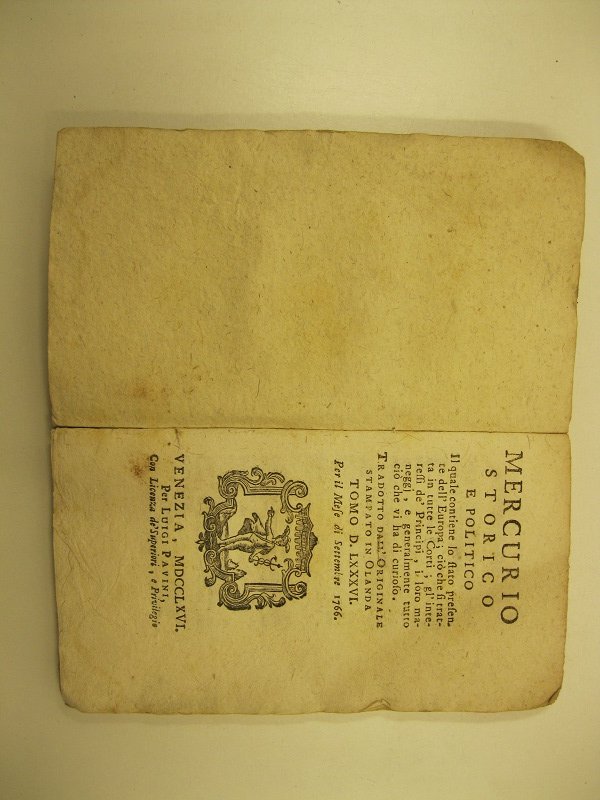 MERCURIO
STORICO
E POLITICO
Il quale contiene lo ſtato preſen-
te dell' Europa; ciò che ſi trat-
ta in tutte le Corti; gl' inte-
reſſi de' Principi, i loro ma-
neggi, e generalmente tutto
ciò che vi ha di curioſo.
TRADOTTO DALL' ORIGINALE
STAMPATO IN OLANDA
TOMO D. LXXXVI.
Per il Meſe di Settembre 1766.
VENEZIA, MDCCLXVI.
Per LUIGI PAVINI,
Con Licenza de' Superiori, e Privilegio